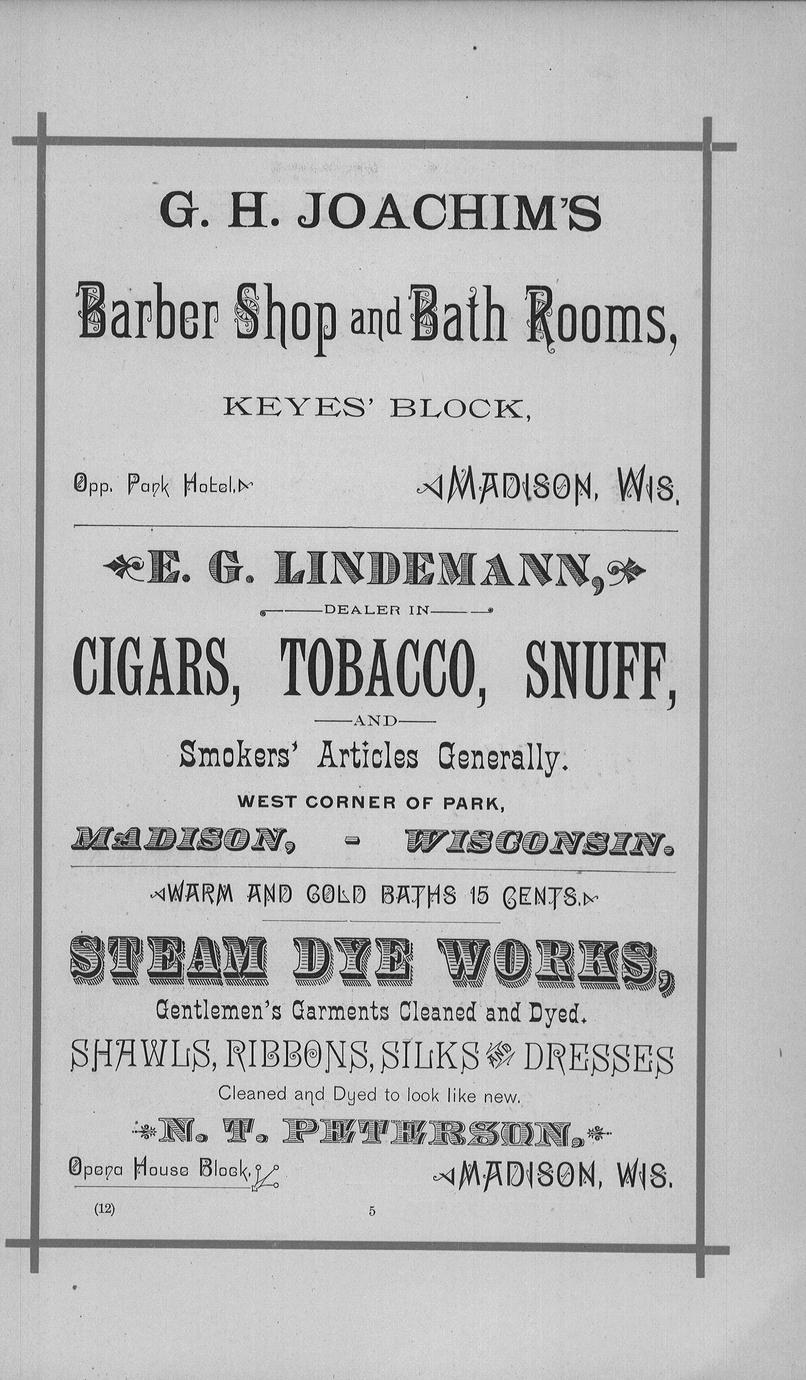 G. H. JOACHIM'S
Barber Shop and Bath Rooms,
KEYES' BLOCK,
Opp. Park Hotel. MADISON, WIS.
E. G. LINDEMANN,
DEALER IN
CIGARS, TOBACCO, SNUFF,
AND
Smokers' Articles Generally.
WEST CORNER OF PARK,
MADISON, - WISCONSIN.
WARM AND COLD BATHS 15 CENTS.
STEAM DYE WORKS,
Gentlemen's Garments Cleaned and Dyed.
SHAWLS, RIBBONS, SILKS AND DRESSES
Cleaned and Dyed to look like new.
N. T. PETERSON.
Opera House Block, MADISON, WIS.
(12) 5